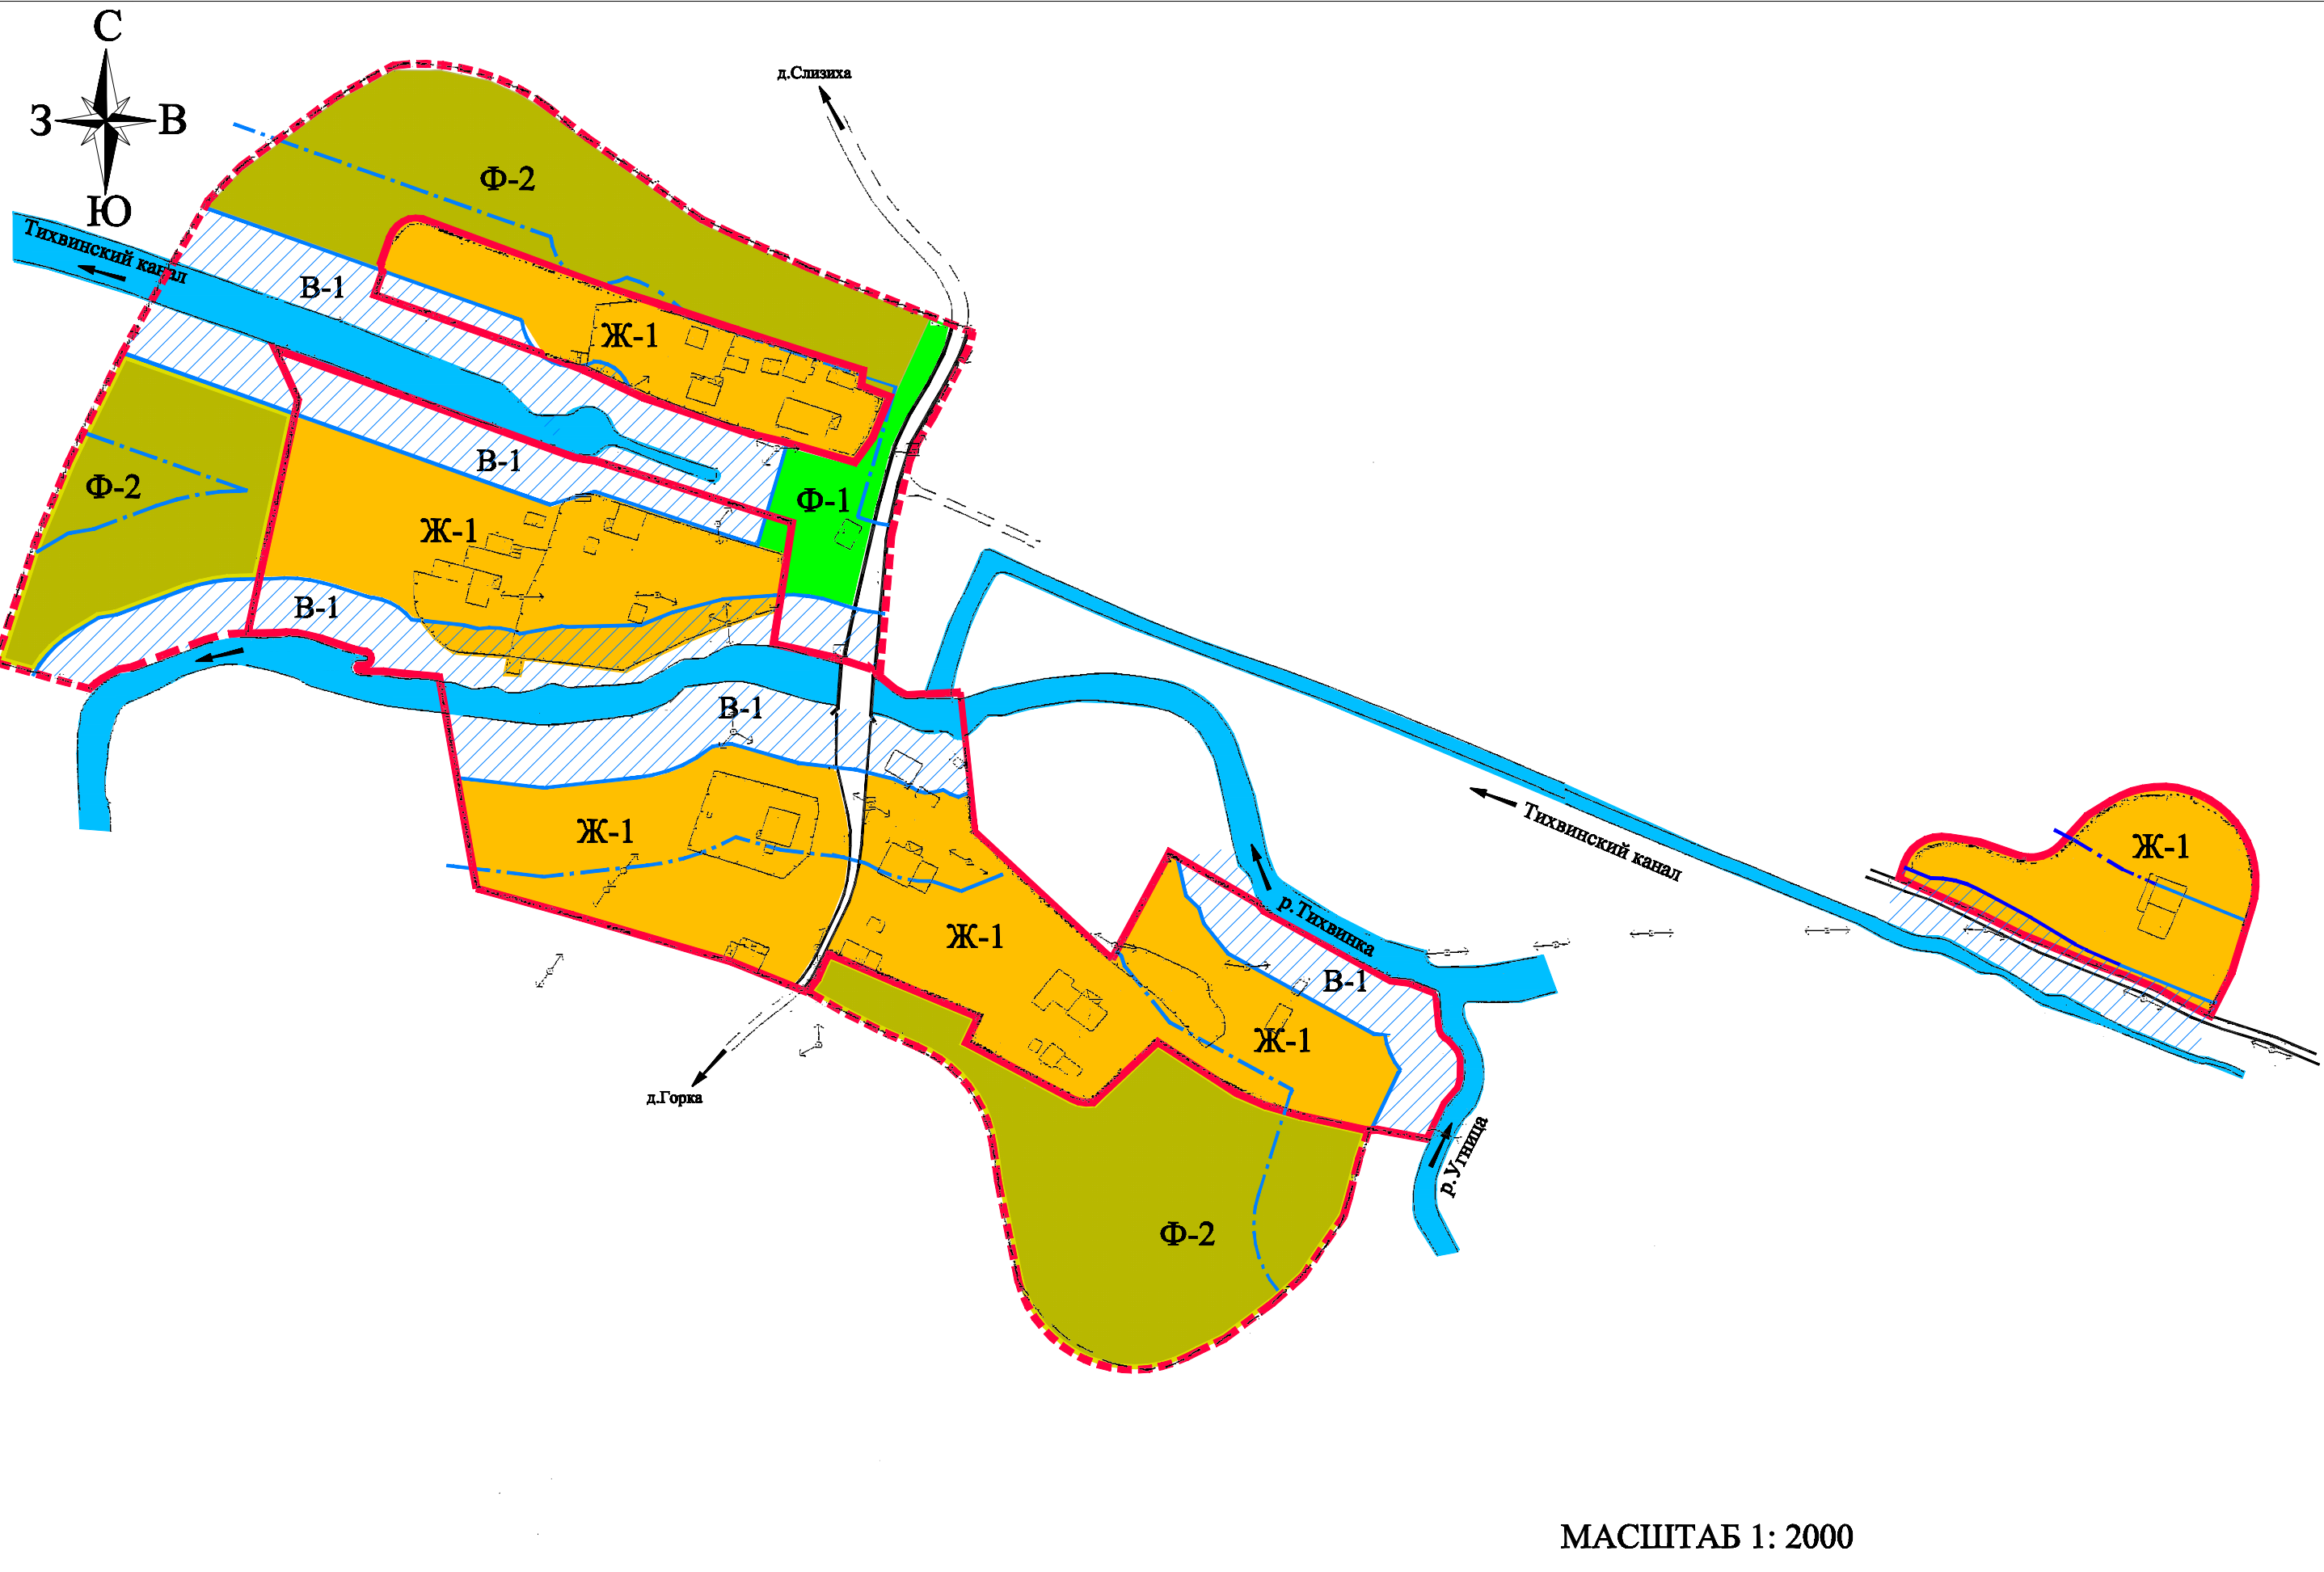 С
д.Слизиха
З
В
Ф-2
Ю
Тихвинский канал
В-1
Ж-1
В-1
Ф-2
Ф-1
Ж-1
В-1
В-1
Ж-1
Тихвинский канал
Ж-1
р.Тихвинка
Ж-1
В-1
Ж-1
д.Горка
р.Угница
Ф-2
МАСШТАБ 1: 2000